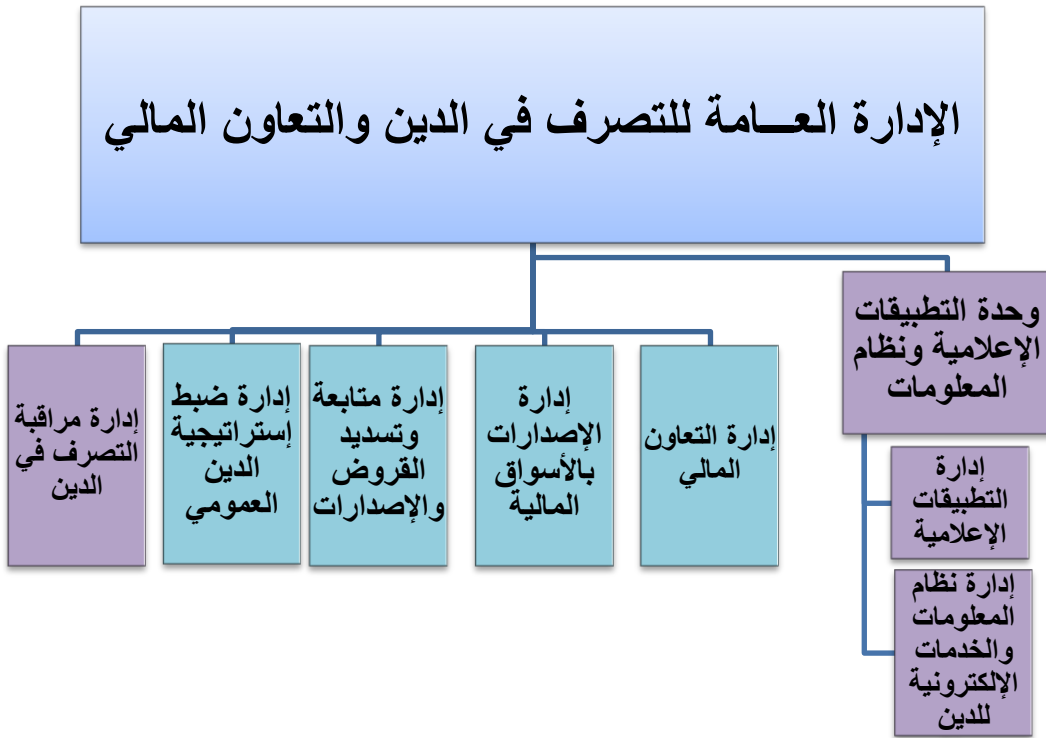 الإدارة العـــامة للتصرف في الدين والتعاون المالي
وحدة التطبيقات
الإعلامية ونظام
المعلومات
إدارة
التطبيقات
الإعلامية
إدارة نظام
المعلومات
والخدمات
الإلكترونية
للدين
إدارة التعاون
المالي
إدارة
الإصدارات
بالأسواق
المالية
إدارة متابعة
وتسديد
القروض
والإصدارات
إدارة ضبط
إستراتيجية
الدين
العمومي
إدارة مراقبة
التصرف في
الدين